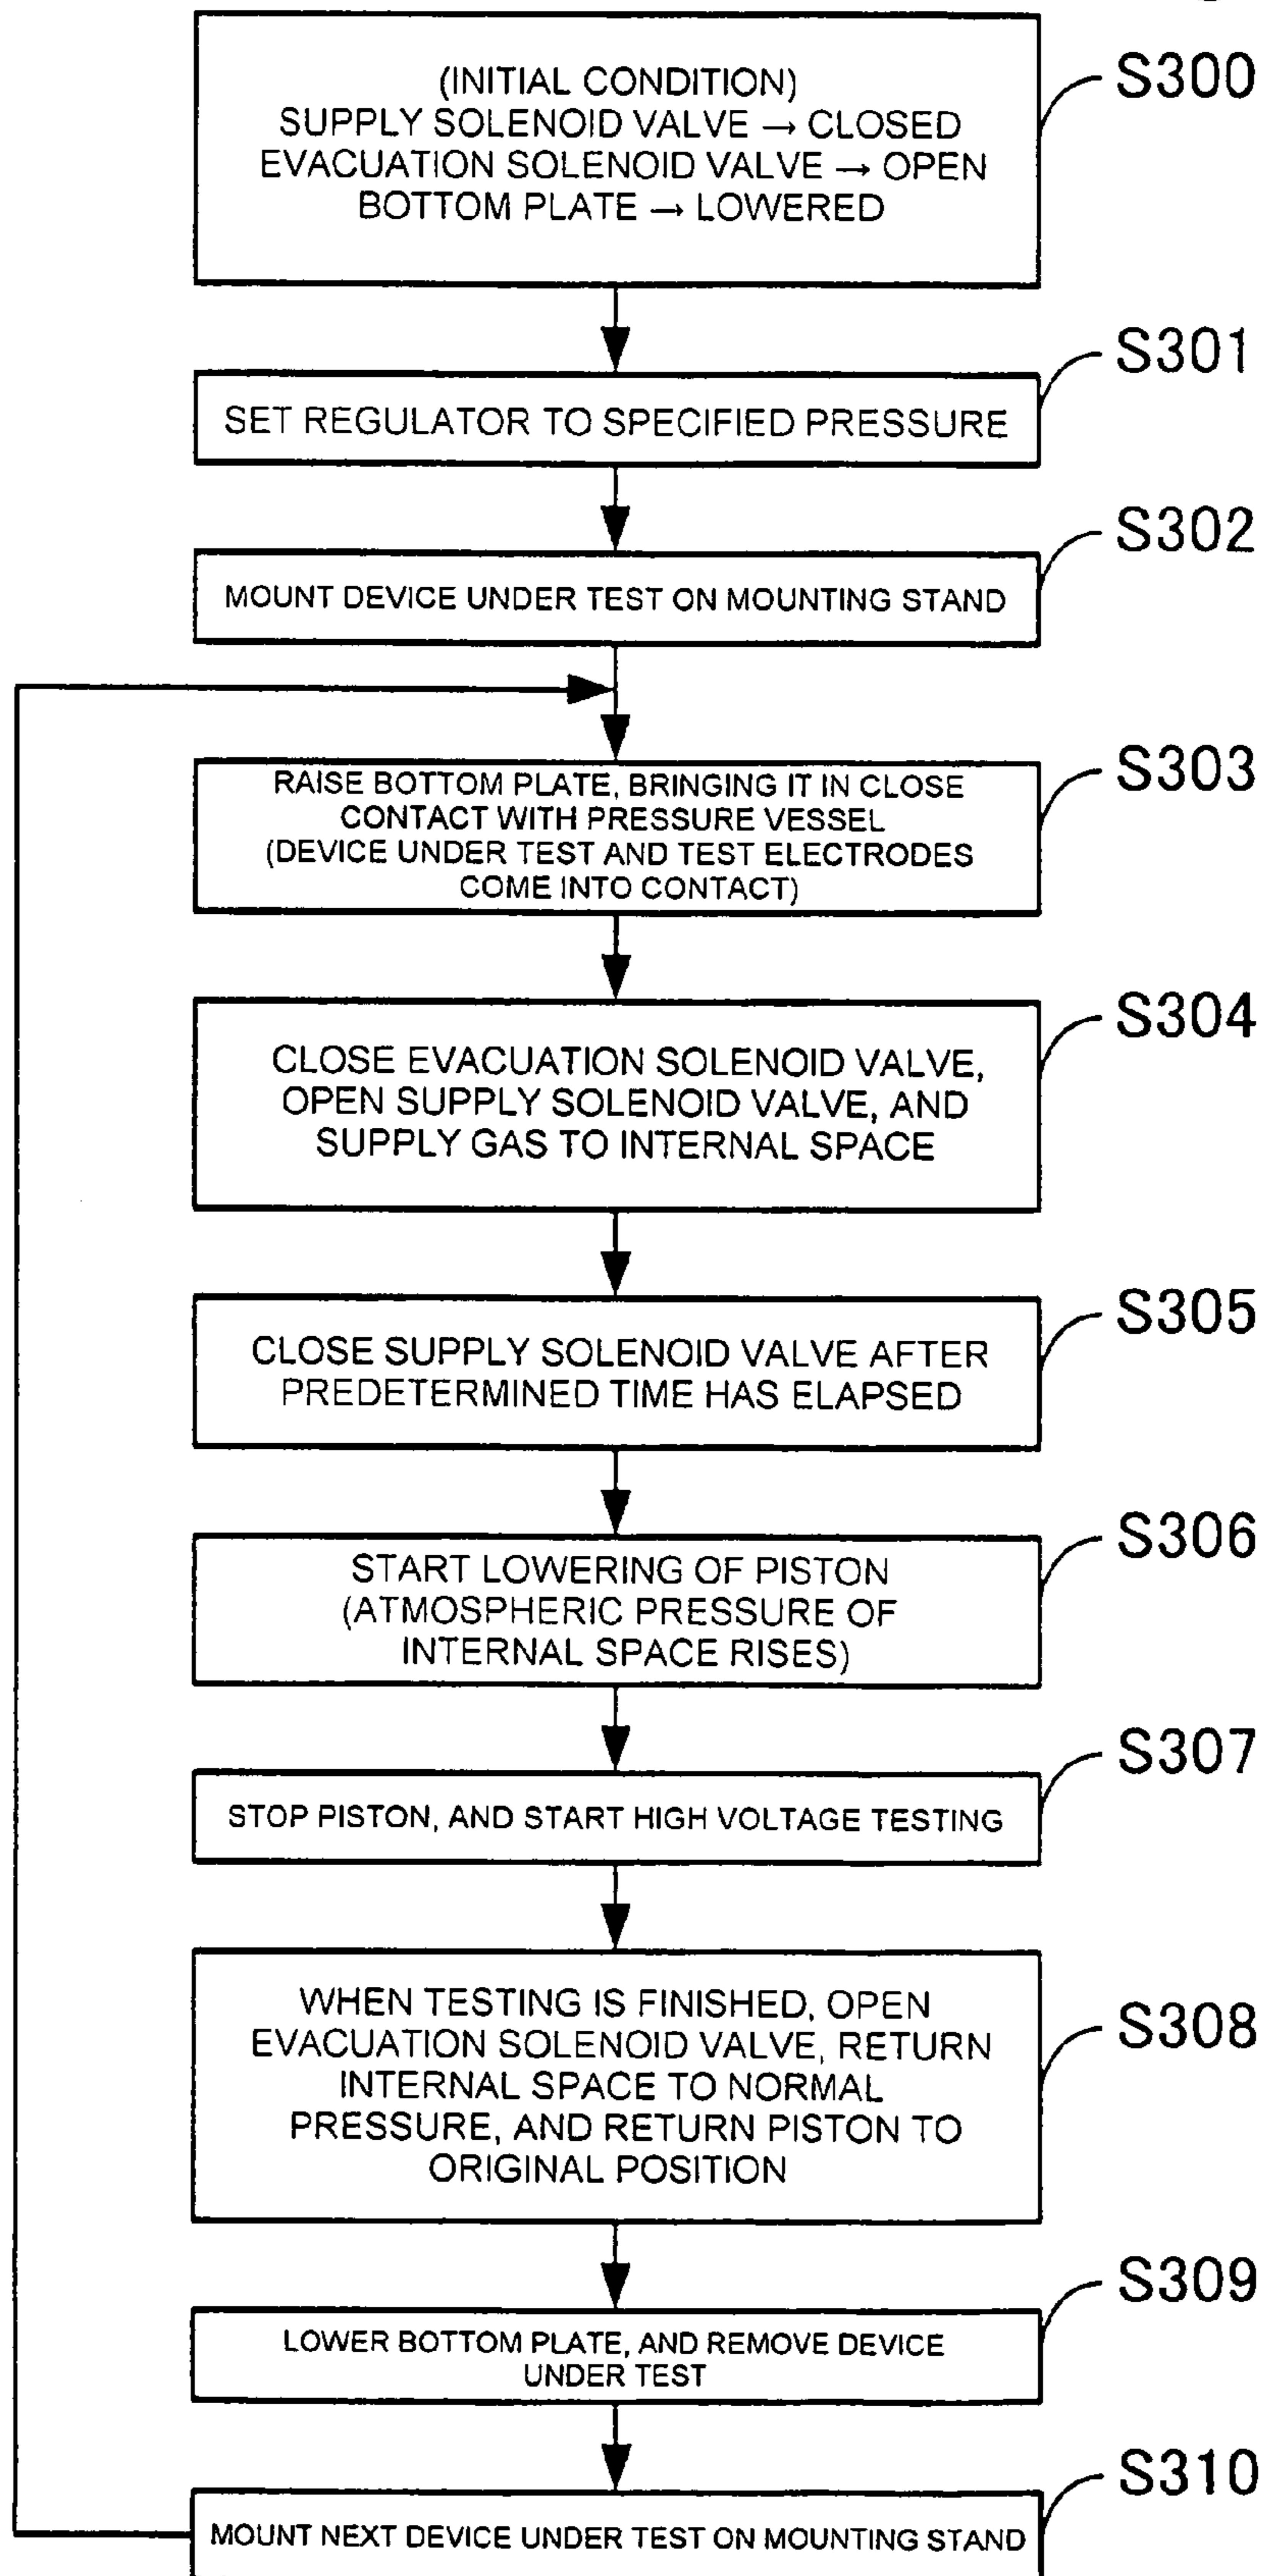 (INITIAL CONDITION)
SUPPLY SOLENOID VALVE → CLOSED
EVACUATION SOLENOID VALVE → OPEN
BOTTOM PLATE → LOWERED
S300
SET REGULATOR TO SPECIFIED PRESSURE
S301
MOUNT DEVICE UNDER TEST ON MOUNTING STAND
S302
RAISE BOTTOM PLATE, BRINGING IT IN CLOSE
CONTACT WITH PRESSURE VESSEL
(DEVICE UNDER TEST AND TEST ELECTRODES
COME INTO CONTACT)
S303
CLOSE EVACUATION SOLENOID VALVE,
OPEN SUPPLY SOLENOID VALVE, AND
SUPPLY GAS TO INTERNAL SPACE
S304
CLOSE SUPPLY SOLENOID VALVE AFTER
PREDETERMINED TIME HAS ELAPSED
S305
START LOWERING OF PISTON
(ATMOSPHERIC PRESSURE OF
INTERNAL SPACE RISES)
S306
STOP PISTON, AND START HIGH VOLTAGE TESTING
S307
WHEN TESTING IS FINISHED, OPEN
EVACUATION SOLENOID VALVE, RETURN
INTERNAL SPACE TO NORMAL
PRESSURE, AND RETURN PISTON TO
ORIGINAL POSITION
S308
LOWER BOTTOM PLATE, AND REMOVE DEVICE
UNDER TEST
S309
MOUNT NEXT DEVICE UNDER TEST ON MOUNTING STAND
S310